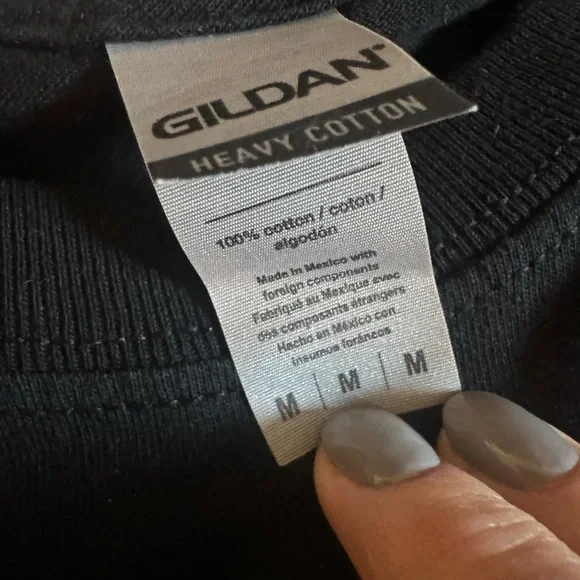 GILDAN
HEAVY COTTON
100% cotton / coton /
algodón
Made in Mexico with
foreign components
Fabriqué au Mexique avec
des composants étrangers
Hecho en México con
insumos foráneos
M | M | M